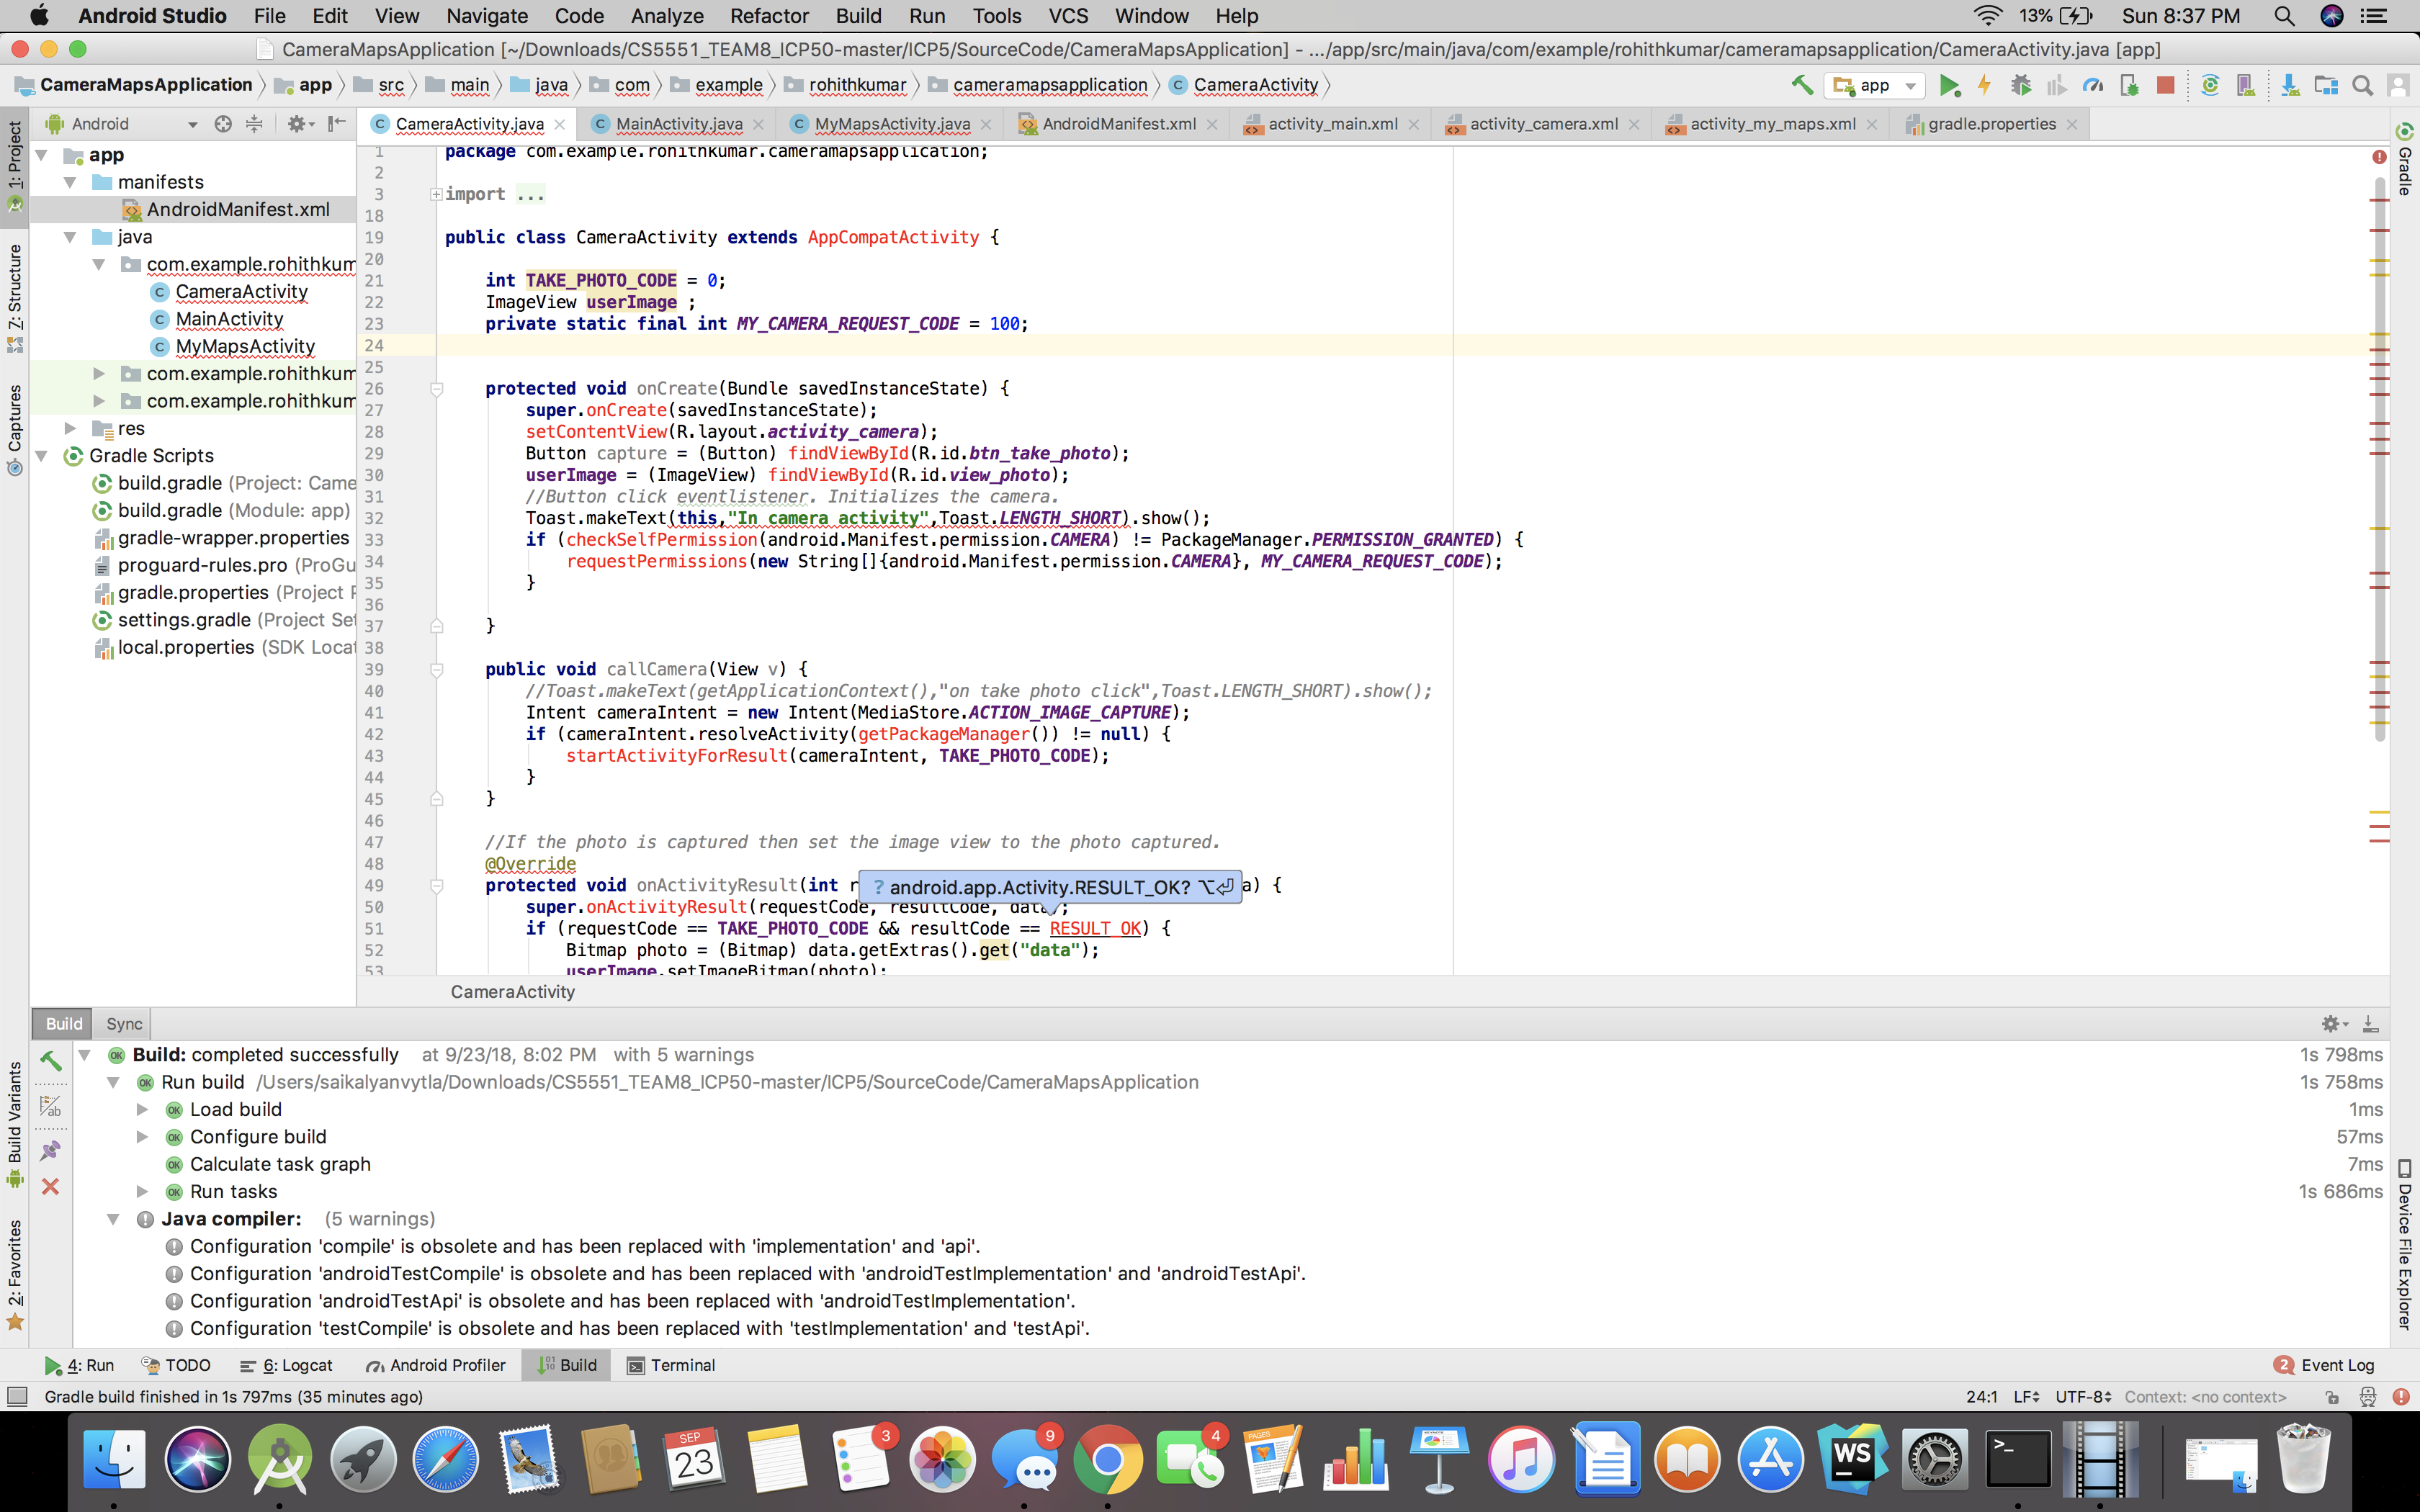 Android Studio File Edit View Navigate Code Analyze Refactor Build Run Tools VCS Window Help 13% Sun 8:37 PM
CameraMapsApplication [~/Downloads/CS5551_TEAM8_ICP50-master/ICP5/SourceCode/CameraMapsApplication] - .../app/src/main/java/com/example/rohithkumar/cameramapsapplication/CameraActivity.java [app]
CameraMapsApplication app src main java com example rohithkumar cameramapsapplication CameraActivity app
Android CameraActivity.java MainActivity.java MyMapsActivity.java AndroidManifest.xml activity_main.xml activity_camera.xml activity_my_maps.xml gradle.properties
1: Project
7: Structure
Captures
Build Variants
2: Favorites
app
manifests
AndroidManifest.xml
java
com.example.rohithkum
CameraActivity
MainActivity
MyMapsActivity
com.example.rohithkum
com.example.rohithkum
res
Gradle Scripts
build.gradle (Project: Came
build.gradle (Module: app)
gradle-wrapper.properties
proguard-rules.pro (ProGu
gradle.properties (Project P
settings.gradle (Project Set
local.properties (SDK Locat
1 package com.example.rohithkumar.cameramapsapplication;
2
3 import ...
18
19 public class CameraActivity extends AppCompatActivity {
20
21 int TAKE_PHOTO_CODE = 0;
22 ImageView userImage ;
23 private static final int MY_CAMERA_REQUEST_CODE = 100;
24
25
26 protected void onCreate(Bundle savedInstanceState) {
27 super.onCreate(savedInstanceState);
28 setContentView(R.layout.activity_camera);
29 Button capture = (Button) findViewById(R.id.btn_take_photo);
30 userImage = (ImageView) findViewById(R.id.view_photo);
31 //Button click eventlistener. Initializes the camera.
32 Toast.makeText(this,"In camera activity",Toast.LENGTH_SHORT).show();
33 if (checkSelfPermission(android.Manifest.permission.CAMERA) != PackageManager.PERMISSION_GRANTED) {
34 requestPermissions(new String[]{android.Manifest.permission.CAMERA}, MY_CAMERA_REQUEST_CODE);
35 }
36
37 }
38
39 public void callCamera(View v) {
40 //Toast.makeText(getApplicationContext(),"on take photo click",Toast.LENGTH_SHORT).show();
41 Intent cameraIntent = new Intent(MediaStore.ACTION_IMAGE_CAPTURE);
42 if (cameraIntent.resolveActivity(getPackageManager()) != null) {
43 startActivityForResult(cameraIntent, TAKE_PHOTO_CODE);
44 }
45 }
46
47 //If the photo is captured then set the image view to the photo captured.
48 @Override
49 protected void onActivityResult(int r ? android.app.Activity.RESULT_OK? ⌥⏎ a) {
50 super.onActivityResult(requestCode, resultCode, data);
51 if (requestCode == TAKE_PHOTO_CODE && resultCode == RESULT_OK) {
52 Bitmap photo = (Bitmap) data.getExtras().get("data");
53 userImage.setImageBitmap(photo);
CameraActivity
Gradle
Device File Explorer
Build Sync
Build: completed successfully at 9/23/18, 8:02 PM with 5 warnings 1s 798ms
Run build /Users/saikalyanvytla/Downloads/CS5551_TEAM8_ICP50-master/ICP5/SourceCode/CameraMapsApplication 1s 758ms
Load build 1ms
Configure build 57ms
Calculate task graph 7ms
Run tasks 1s 686ms
Java compiler: (5 warnings)
Configuration 'compile' is obsolete and has been replaced with 'implementation' and 'api'.
Configuration 'androidTestCompile' is obsolete and has been replaced with 'androidTestImplementation' and 'androidTestApi'.
Configuration 'androidTestApi' is obsolete and has been replaced with 'androidTestImplementation'.
Configuration 'testCompile' is obsolete and has been replaced with 'testImplementation' and 'testApi'.
4: Run TODO 6: Logcat Android Profiler Build Terminal 2 Event Log
Gradle build finished in 1s 797ms (35 minutes ago) 24:1 LF UTF-8 Context: <no context>
SEP
23
3
9
4
PAGES
WS